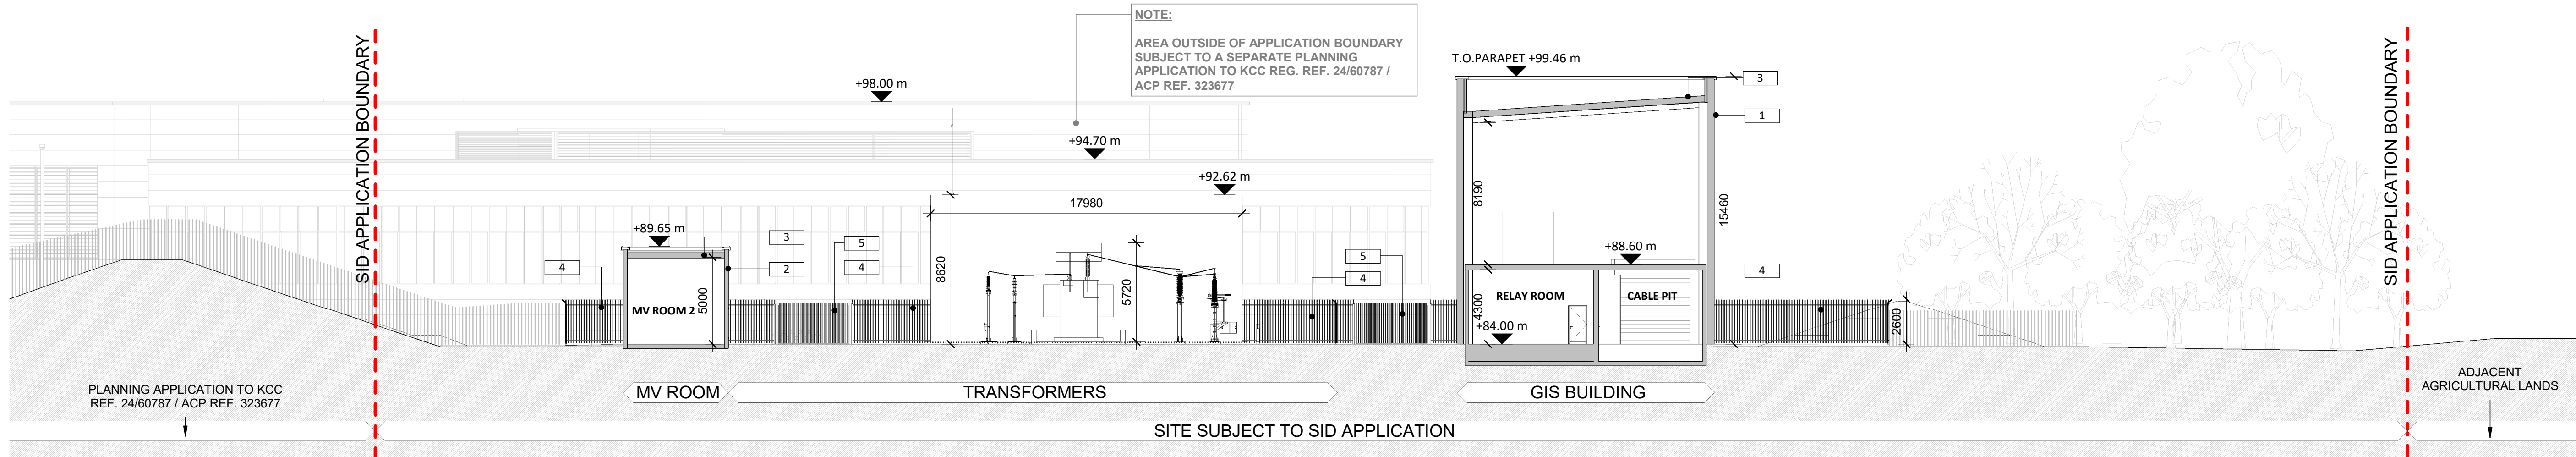 NOTE:
AREA OUTSIDE OF APPLICATION BOUNDARY
SUBJECT TO A SEPARATE PLANNING
APPLICATION TO KCC REG. REF. 24/60787 /
ACP REF. 323677
SID APPLICATION BOUNDARY
+98.00 m
+94.70 m
+92.62 m
T.O.PARAPET +99.46 m
3
1
SID APPLICATION BOUNDARY
17980
8190
15460
+89.65 m
3
2
4
5
4
8620
5720
5
4
+88.60 m
4
5000
MV ROOM 2
4300
RELAY ROOM
CABLE PIT
+84.00 m
2600
PLANNING APPLICATION TO KCC
REF. 24/60787 / ACP REF. 323677
MV ROOM
TRANSFORMERS
GIS BUILDING
ADJACENT
AGRICULTURAL LANDS
SITE SUBJECT TO SID APPLICATION